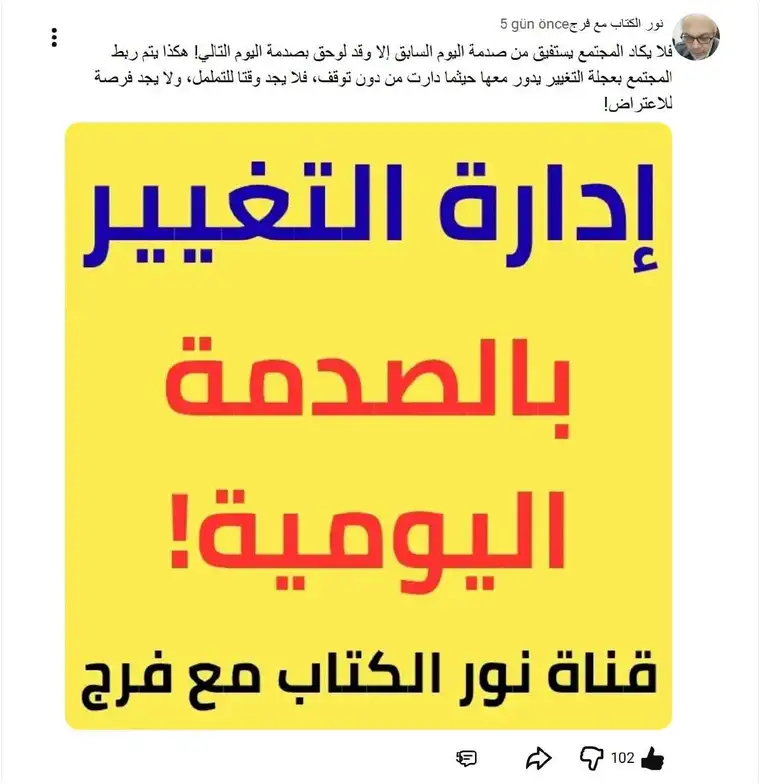 نور الكتاب مع فرج5 gün önce
فلا يكاد المجتمع يستفيق من صدمة اليوم السابق إلا وقد لوحق بصدمة اليوم التالي! هكذا يتم ربط
المجتمع بعجلة التغيير يدور معها حيثما دارت من دون توقف، فلا يجد وقتا للتململ، ولا يجد فرصة
للاعتراض!
إدارة التغيير
بالصدمة
اليومية!
قناة نور الكتاب مع فرج
102